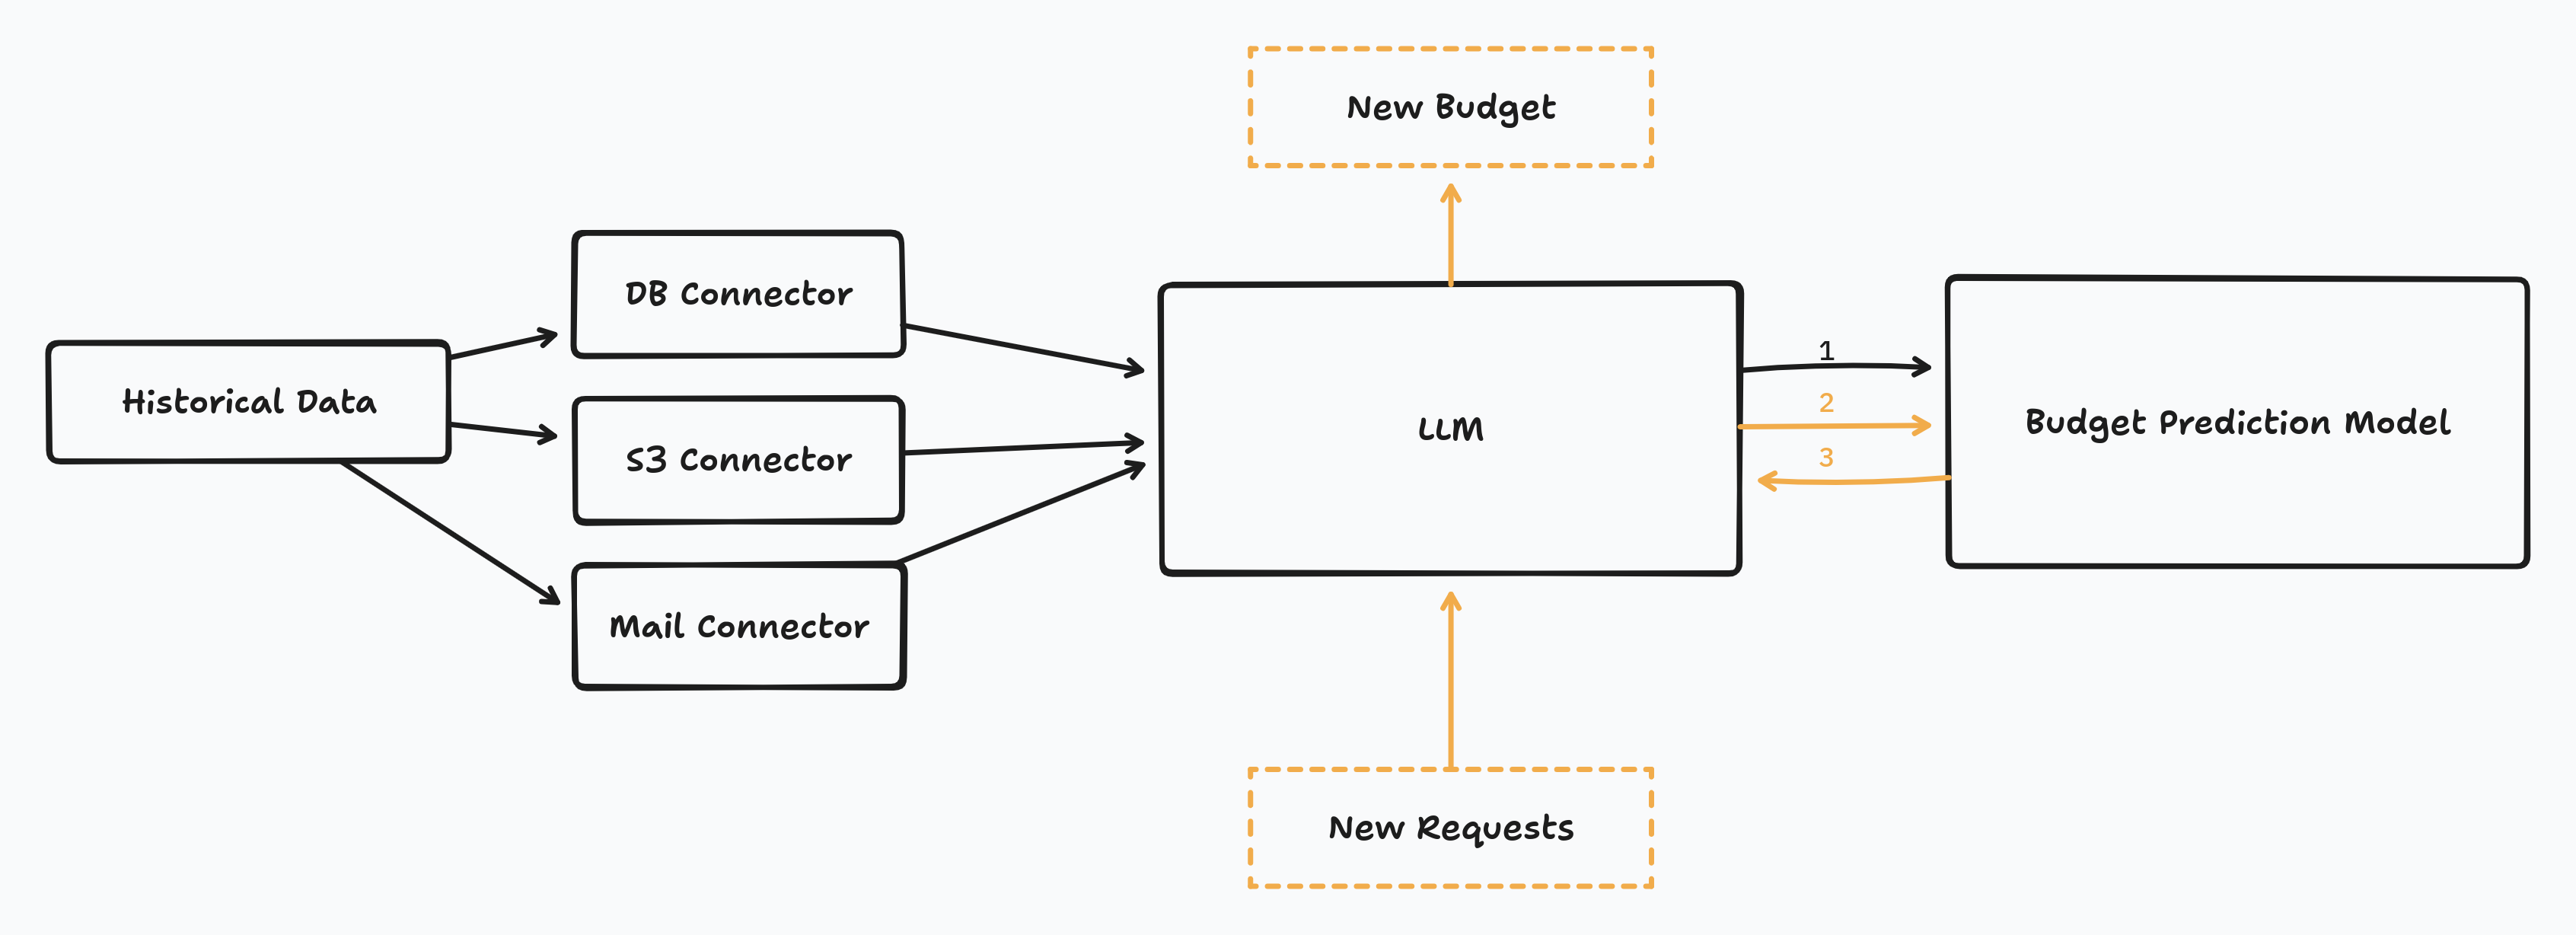 New Budget
DB Connector
Historical Data
S3 Connector
Mail Connector
LLM
1
2
3
Budget Prediction Model
New Requests